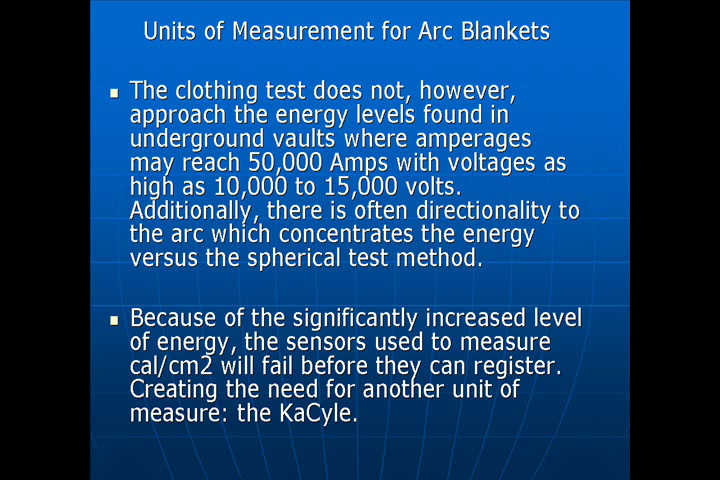 Units of Measurement for Arc Blankets
The clothing test does not, however,
approach the energy levels found in
underground vaults where amperages
may reach 50,000 Amps with voltages as
high as 10,000 to 15,000 volts.
Additionally, there is often directionality to
the arc which concentrates the energy
versus the spherical test method.
Because of the significantly increased level
of energy, the sensors used to measure
cal/cm2 will fail before they can register.
Creating the need for another unit of
measure: the KaCyle.